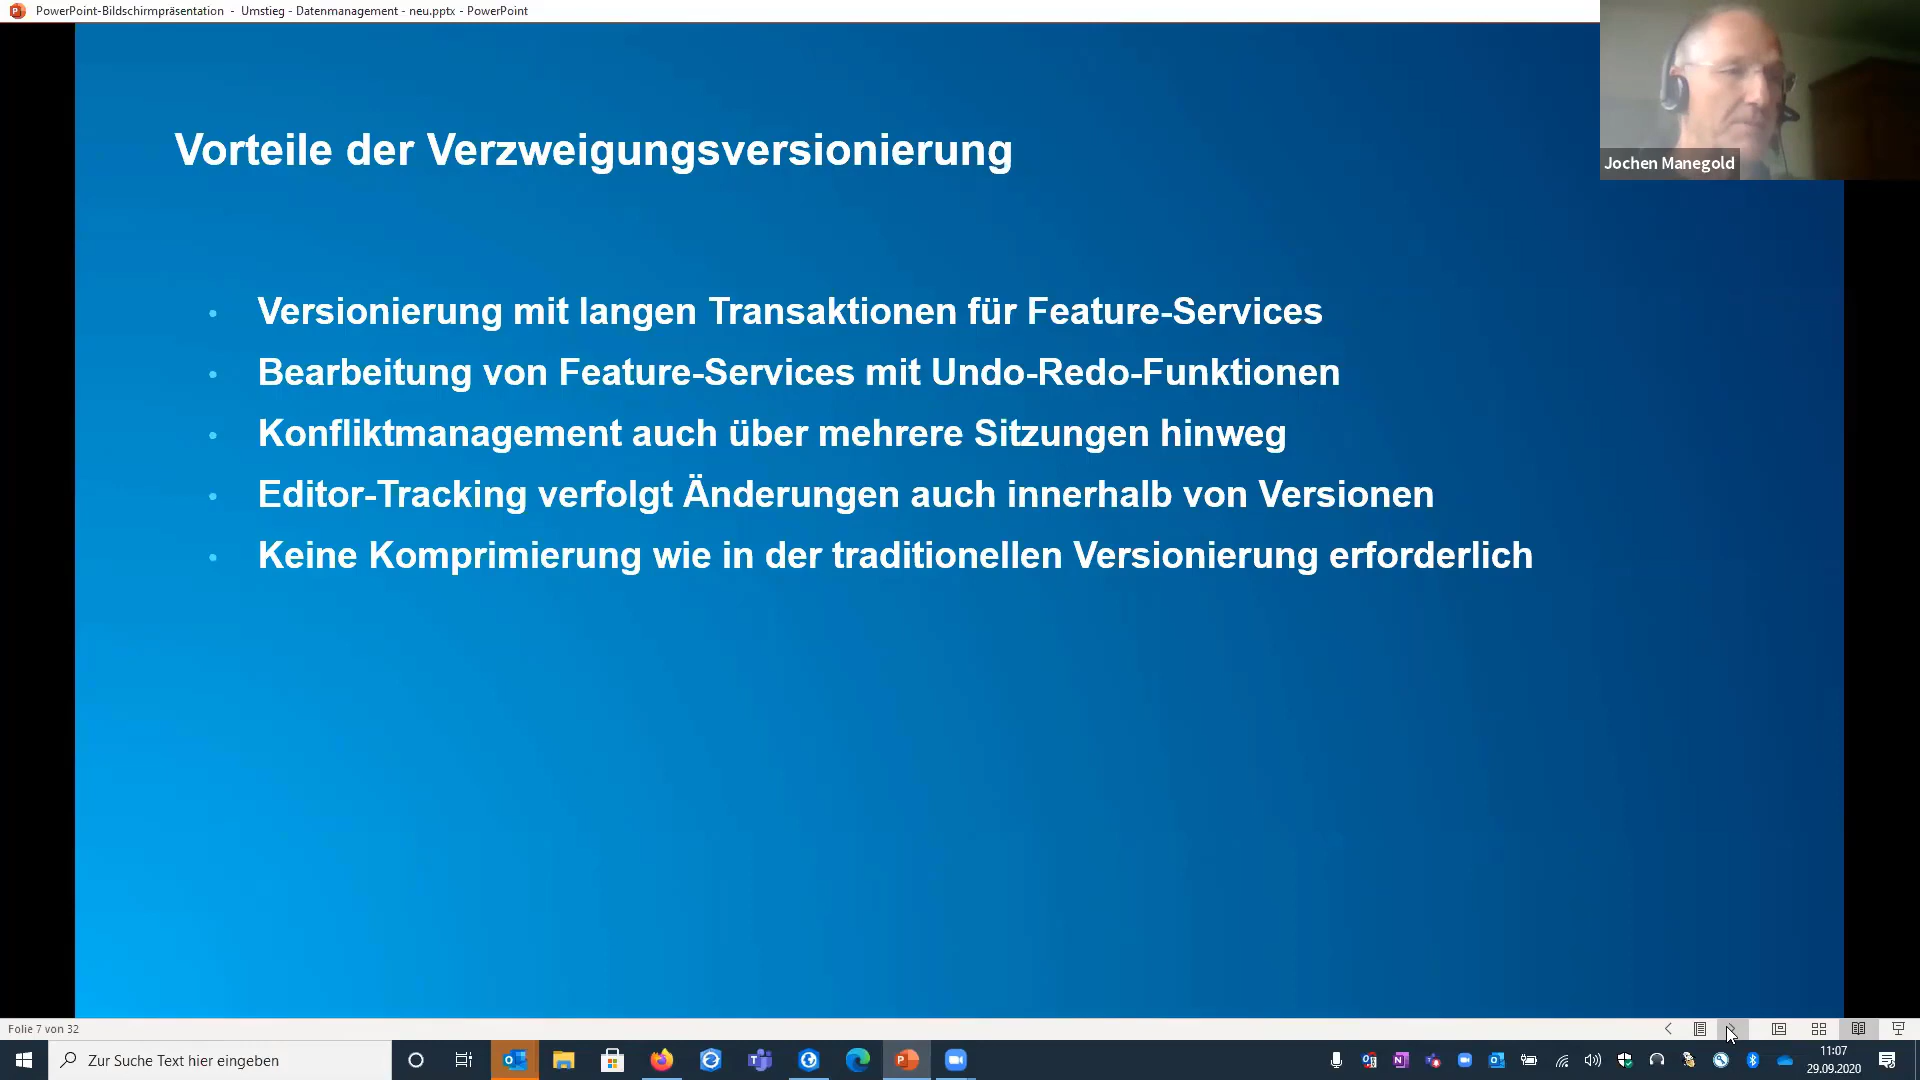 PowerPoint-Bildschirmpräsentation - Umstieg - Datenmanagement - neu.pptx - PowerPoint
Jochen Manegold
Vorteile der Verzweigungsversionierung
Versionierung mit langen Transaktionen für Feature-Services
Bearbeitung von Feature-Services mit Undo-Redo-Funktionen
Konfliktmanagement auch über mehrere Sitzungen hinweg
Editor-Tracking verfolgt Änderungen auch innerhalb von Versionen
Keine Komprimierung wie in der traditionellen Versionierung erforderlich
Folie 7 von 32
Zur Suche Text hier eingeben
11:07
29.09.2020